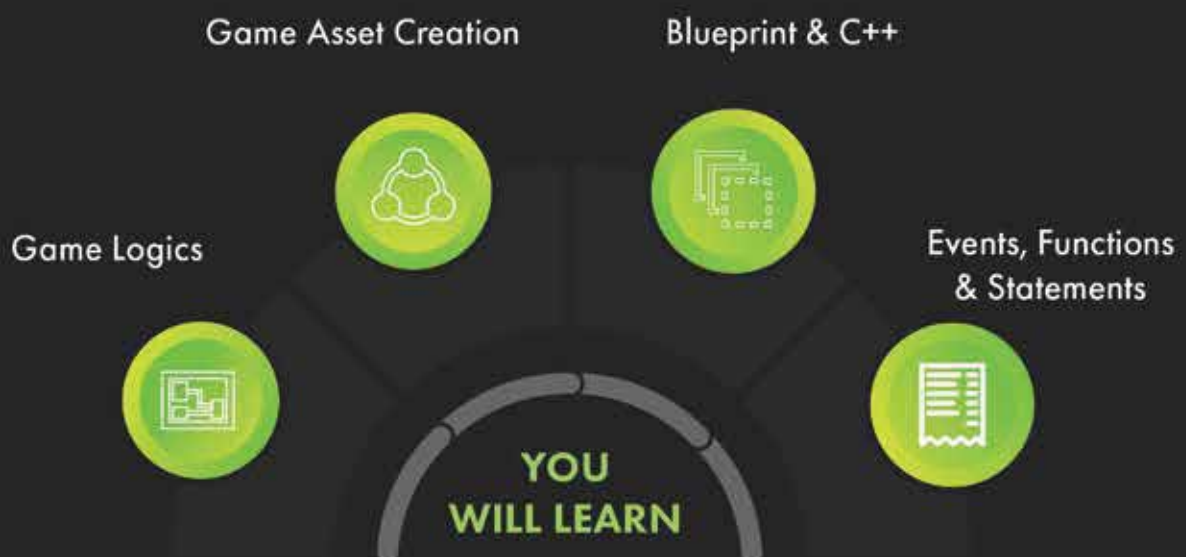 Game Asset Creation
Blueprint & C++
Game Logics
Events, Functions
& Statements
YOU
WILL LEARN